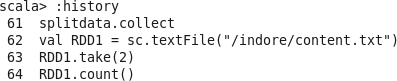 scala> :history
61 splitdata.collect
62 val RDD1 = sc.textFile("/indore/content.txt")
63 RDD1.take(2)
64 RDD1.count()